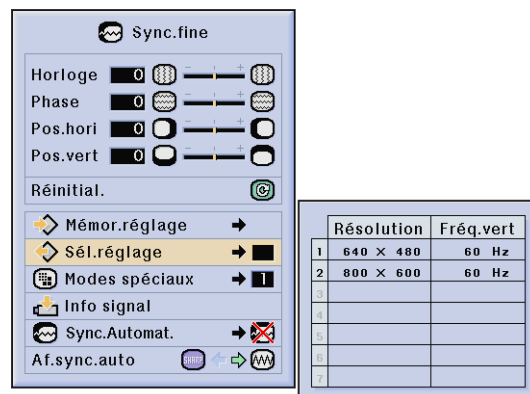 Sync.fine
Horloge 0 - +
Phase 0 - +
Pos.hori 0 - +
Pos.vert 0 - +
Réinitial.
Mémor.réglage
Sél.réglage
Modes spéciaux 1
Info signal
Sync.Automat.
Af.sync.auto SHARP
Résolution Fréq.vert
1 640 × 480 60 Hz
2 800 × 600 60 Hz
3
4
5
6
7